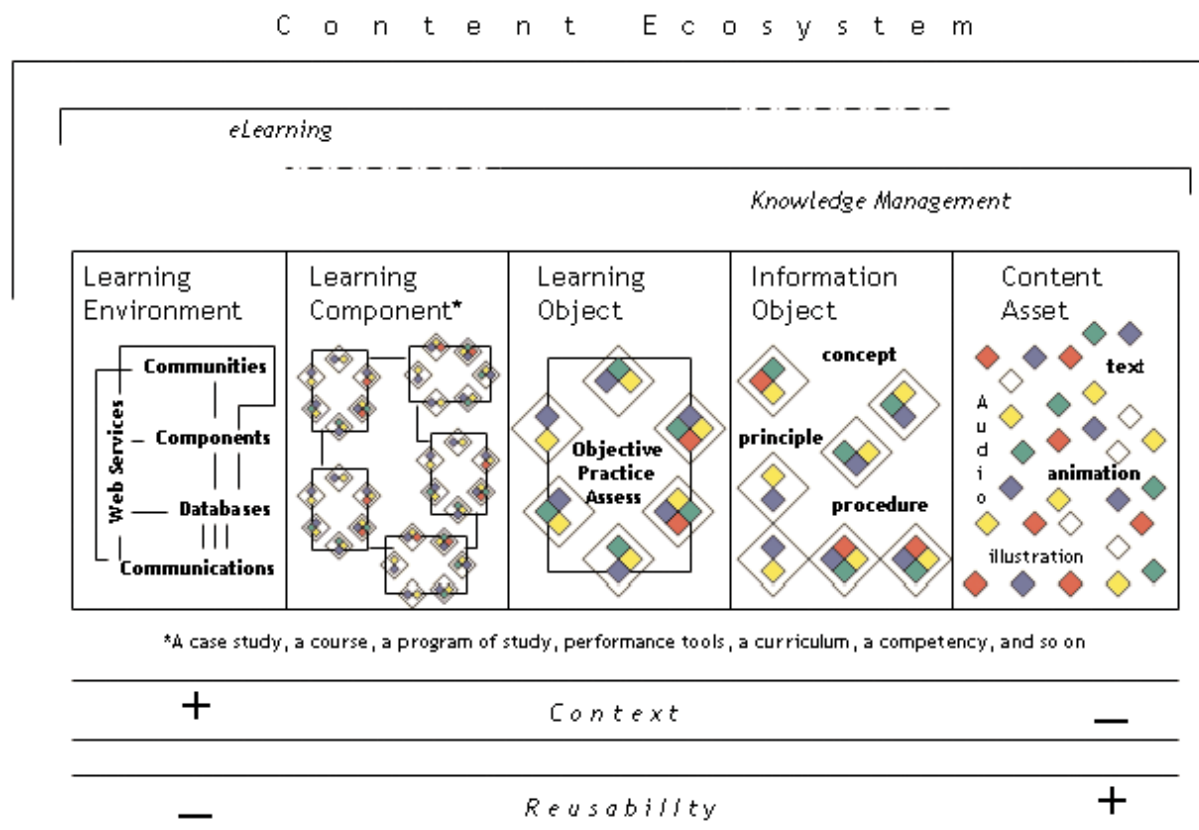 Content Ecosystem
eLearning
Knowledge Management
Learning
Environment
Communities
Web Services
Components
Databases
Communications
Learning
Component*
Learning
Object
Objective
Practice
Assess
Information
Object
concept
principle
procedure
Content
Asset
text
Audio
animation
illustration
*A case study, a course, a program of study, performance tools, a curriculum, a competency, and so on
+ Context —
— Reusability +